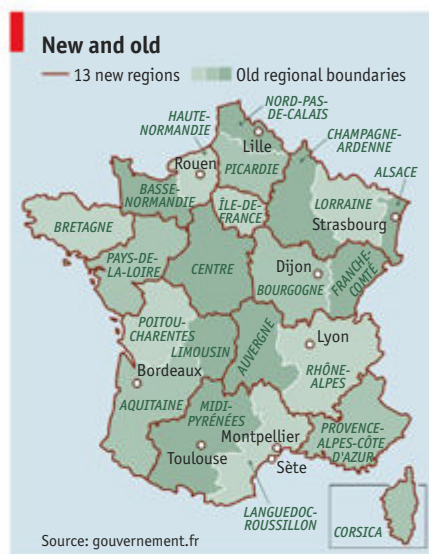 New and old
13 new regions
Old regional boundaries
NORD-PAS-
DE-CALAIS
HAUTE-
NORMANDIE
Lille
CHAMPAGNE-
ARDENNE
Rouen
PICARDIE
ALSACE
BASSE-
NORMANDIE
ÎLE-DE-
FRANCE
LORRAINE
Strasbourg
BRETAGNE
PAYS-DE-
LA-LOIRE
CENTRE
Dijon
BOURGOGNE
FRANCHE-
COMTÉ
POITOU-
CHARENTES
LIMOUSIN
AUVERGNE
Lyon
RHÔNE-
ALPES
Bordeaux
AQUITAINE
MIDI-
PYRÉNÉES
Montpellier
PROVENCE-
ALPES-CÔTE
D'AZUR
Toulouse
Sète
LANGUEDOC-
ROUSSILLON
CORSICA
Source: gouvernement.fr